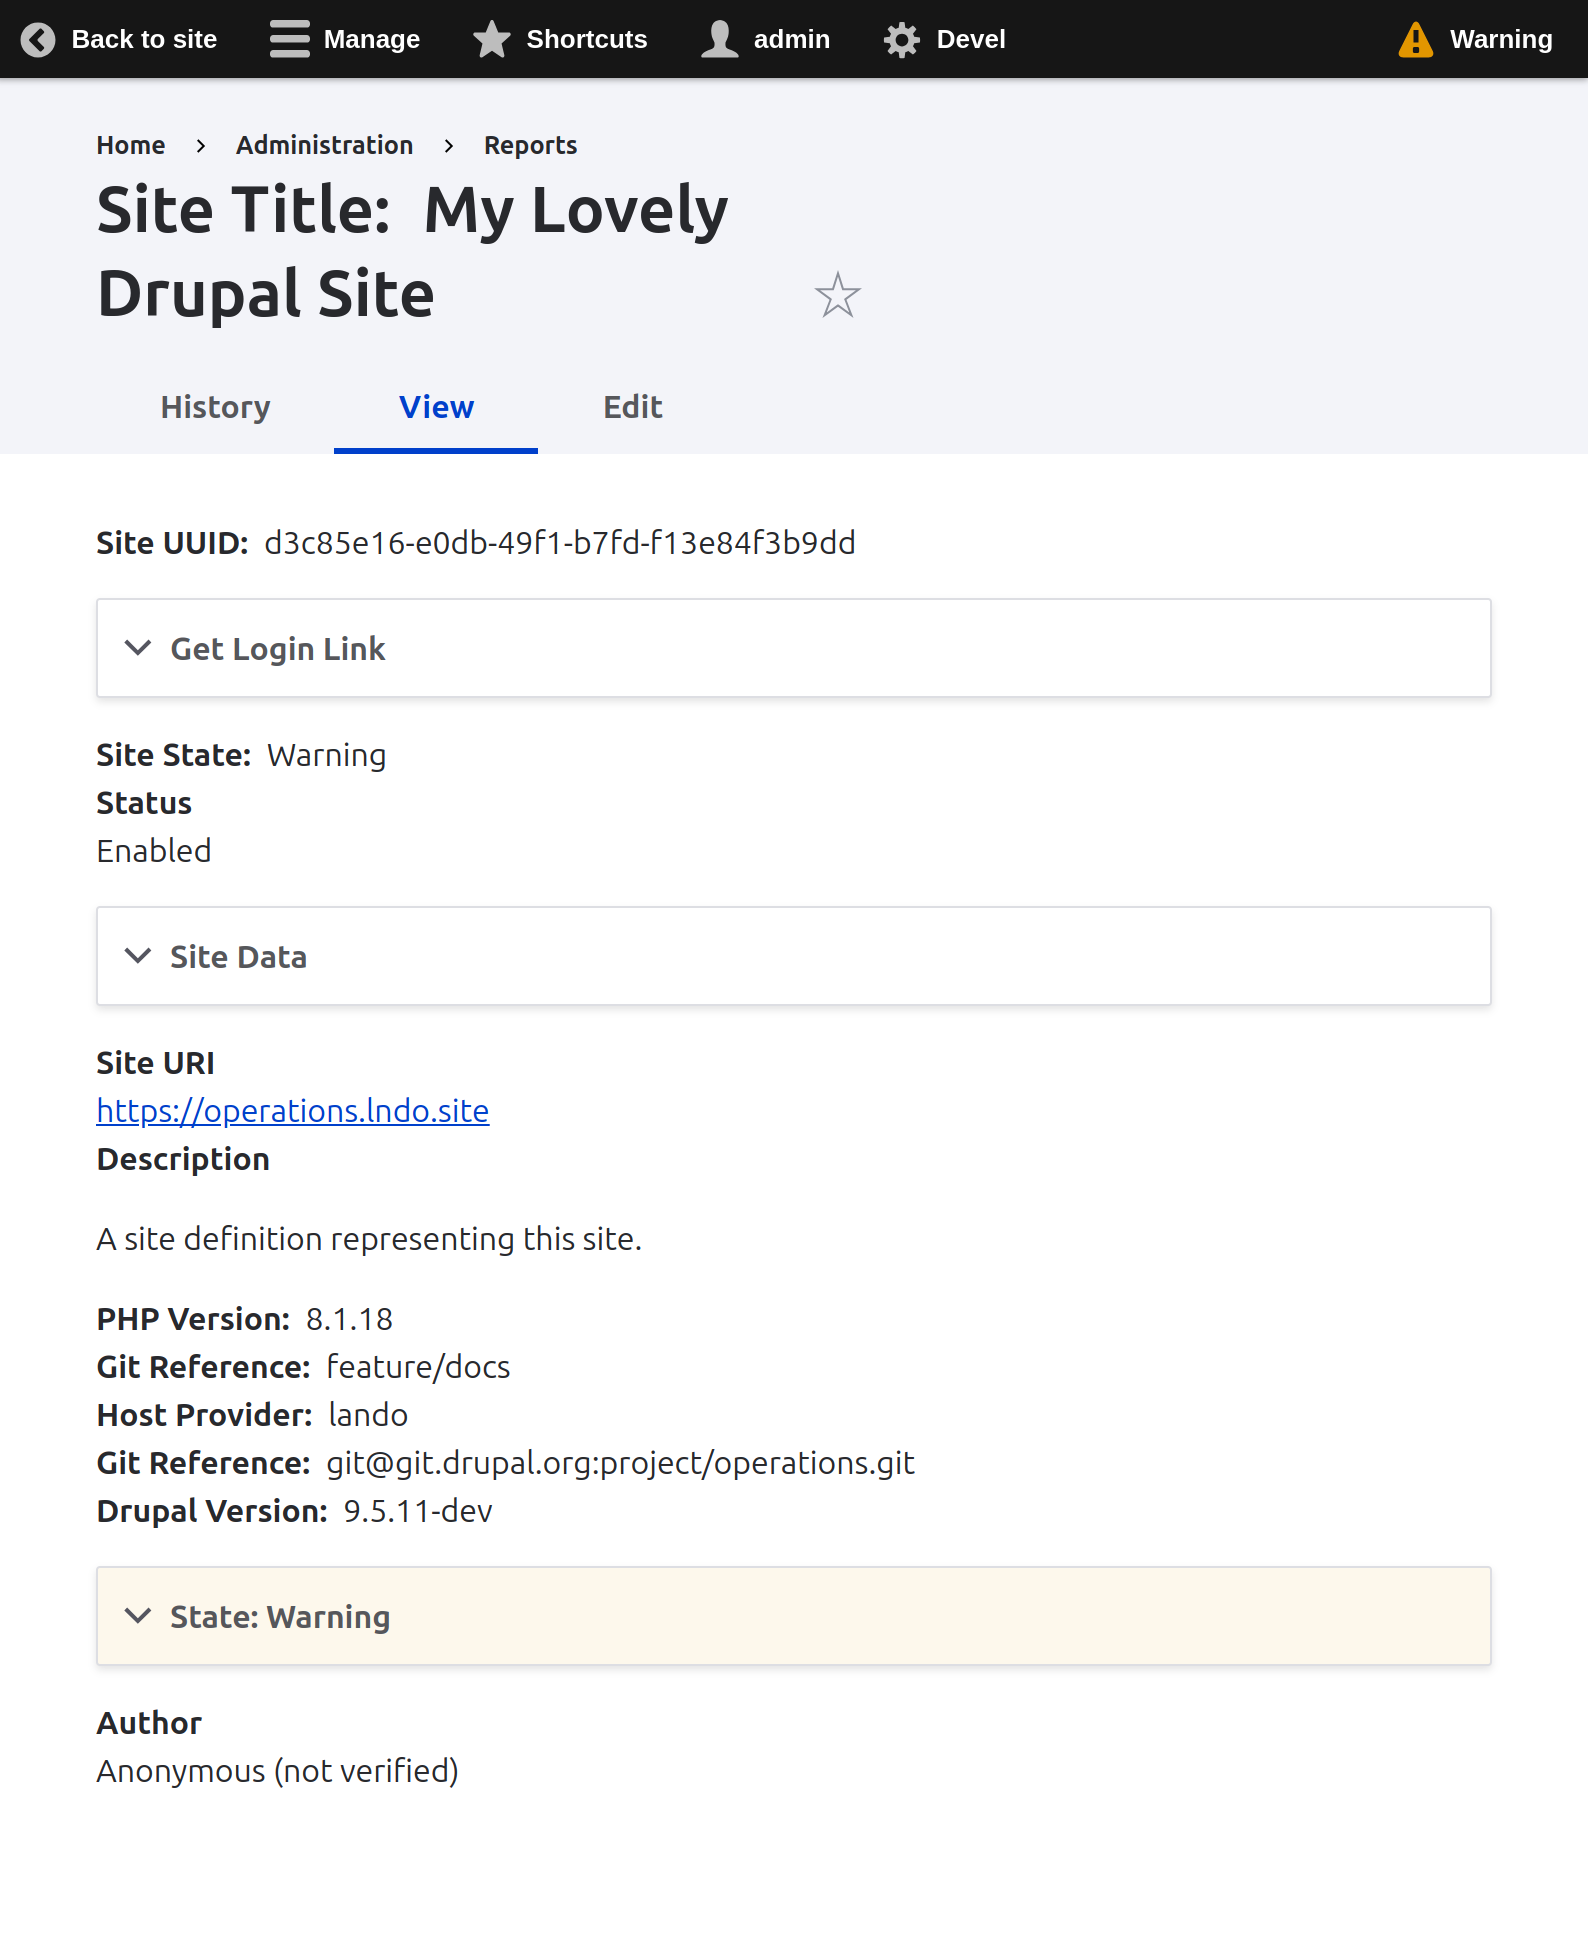 Back to site Manage Shortcuts admin Devel Warning
Home › Administration › Reports
Site Title: My Lovely
Drupal Site
History View Edit
Site UUID: d3c85e16-e0db-49f1-b7fd-f13e84f3b9dd
Get Login Link
Site State: Warning
Status
Enabled
Site Data
Site URI
https://operations.lndo.site
Description
A site definition representing this site.
PHP Version: 8.1.18
Git Reference: feature/docs
Host Provider: lando
Git Reference: git@git.drupal.org:project/operations.git
Drupal Version: 9.5.11-dev
State: Warning
Author
Anonymous (not verified)